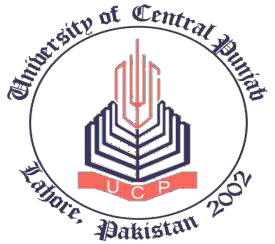 University of Central Punjab
UCP
Lahore, Pakistan 2002